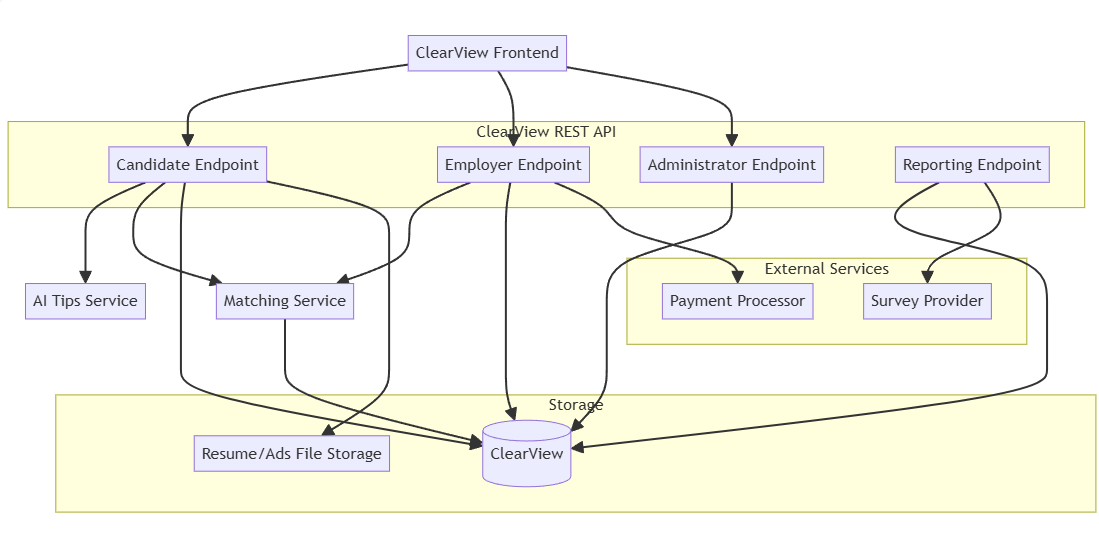 ClearView Frontend
ClearView REST API
Candidate Endpoint
Employer Endpoint
Administrator Endpoint
Reporting Endpoint
External Services
AI Tips Service
Matching Service
Payment Processor
Survey Provider
Storage
Resume/Ads File Storage
ClearView